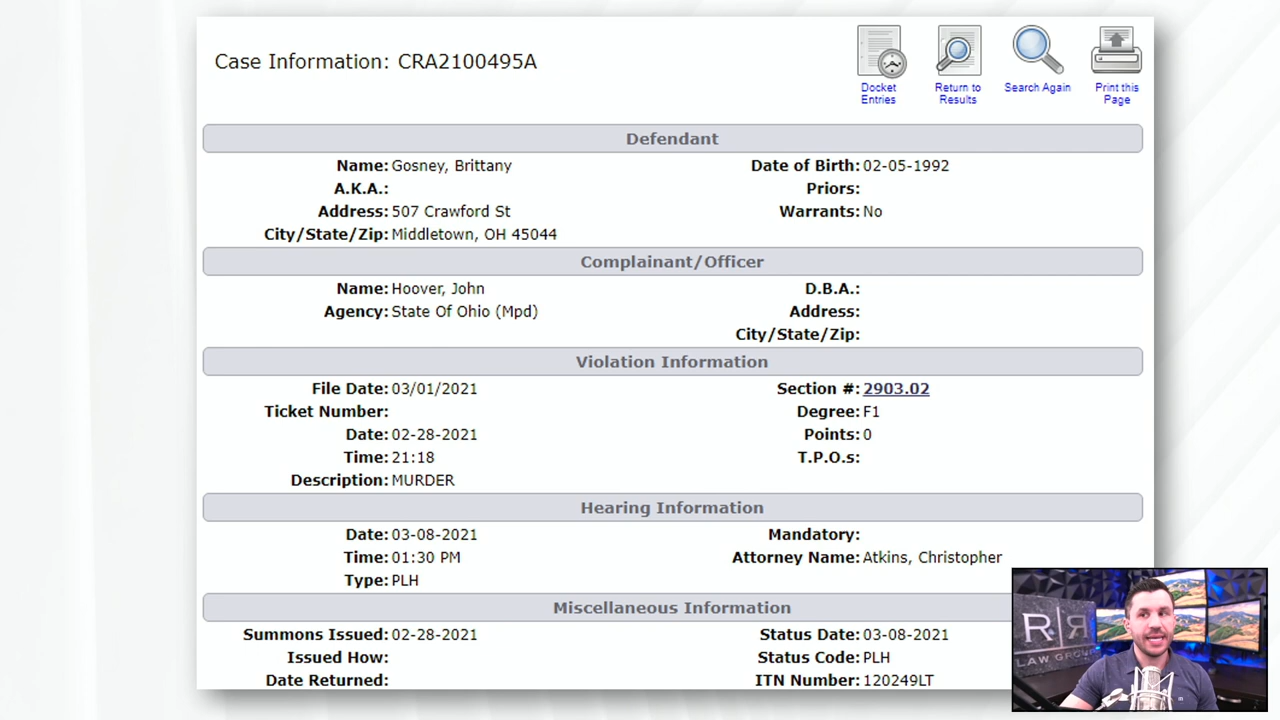 Case Information: CRA2100495A
Docket Entries
Return to Results
Search Again
Print this Page
Defendant
Name: Gosney, Brittany
Date of Birth: 02-05-1992
A.K.A.:
Priors:
Address: 507 Crawford St
Warrants: No
City/State/Zip: Middletown, OH 45044
Complainant/Officer
Name: Hoover, John
D.B.A.:
Agency: State Of Ohio (Mpd)
Address:
City/State/Zip:
Violation Information
File Date: 03/01/2021
Section #: 2903.02
Ticket Number:
Degree: F1
Date: 02-28-2021
Points: 0
Time: 21:18
T.P.O.s:
Description: MURDER
Hearing Information
Date: 03-08-2021
Mandatory:
Time: 01:30 PM
Attorney Name: Atkins, Christopher
Type: PLH
Miscellaneous Information
Summons Issued: 02-28-2021
Status Date: 03-08-2021
Issued How:
Status Code: PLH
Date Returned:
ITN Number: 120249LT
R R
LAW GROUP